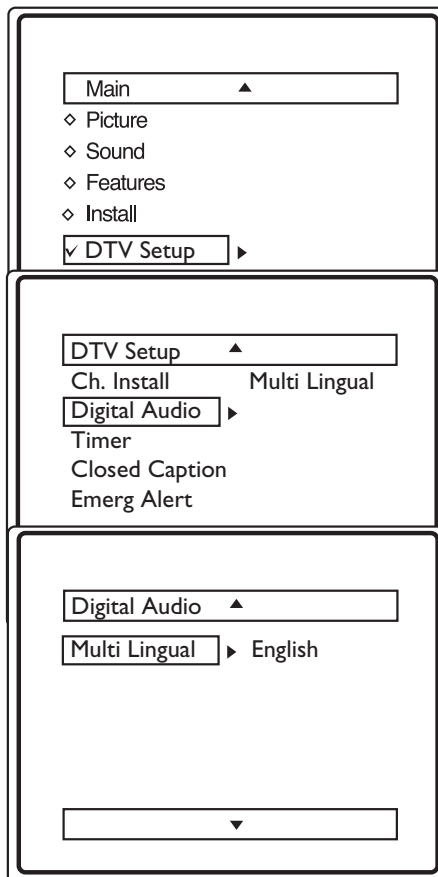 Main
Picture
Sound
Features
Install
DTV Setup
DTV Setup
Ch. Install Multi Lingual
Digital Audio
Timer
Closed Caption
Emerg Alert
Digital Audio
Multi Lingual English